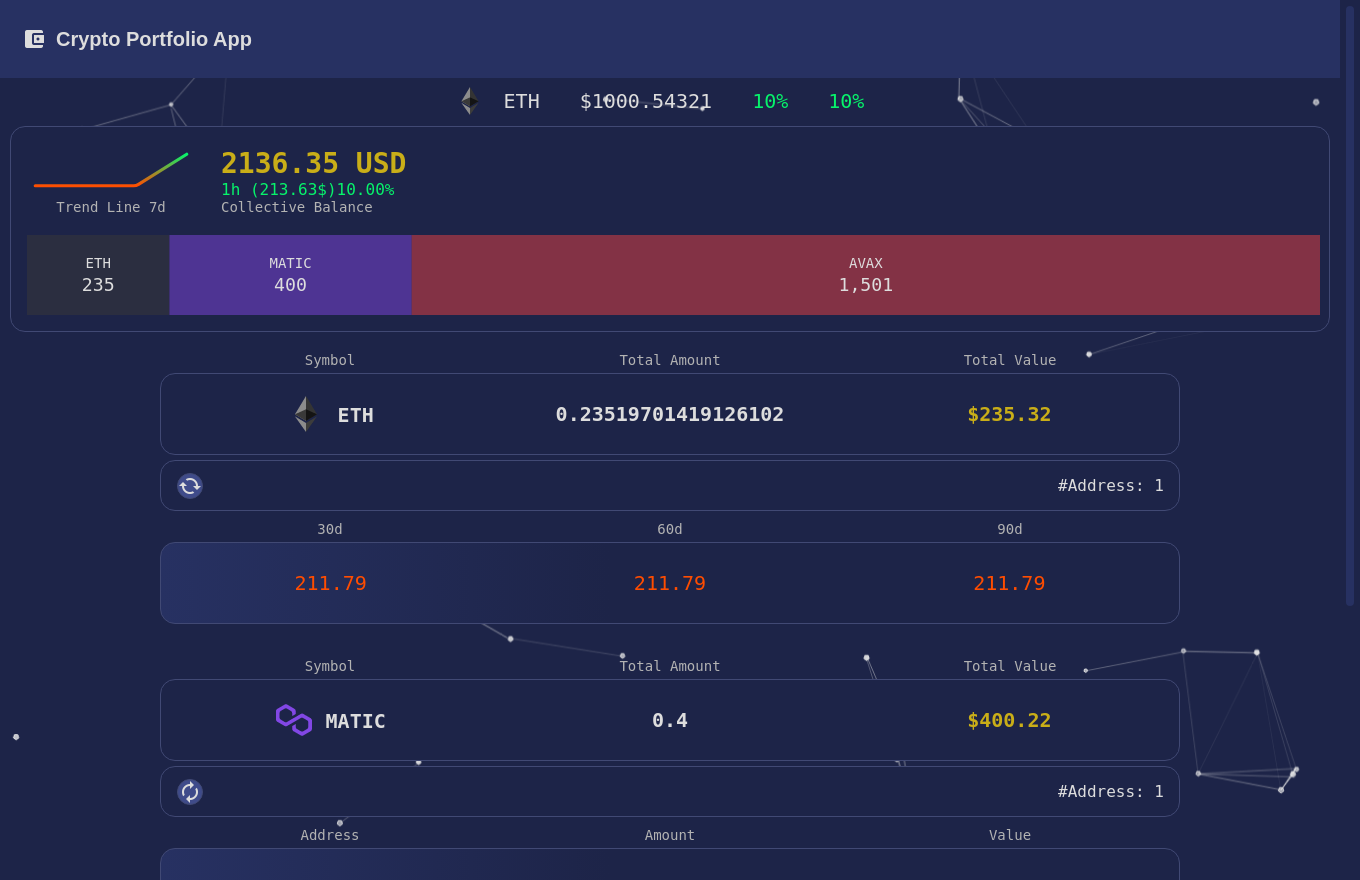 Crypto Portfolio App
ETH $1000.54321 10% 10%
2136.35 USD
1h (213.63$)10.00%
Trend Line 7d Collective Balance
ETH MATIC AVAX
235 400 1,501
Symbol Total Amount Total Value
ETH 0.23519701419126102 $235.32
#Address: 1
30d 60d 90d
211.79 211.79 211.79
Symbol Total Amount Total Value
MATIC 0.4 $400.22
#Address: 1
Address Amount Value